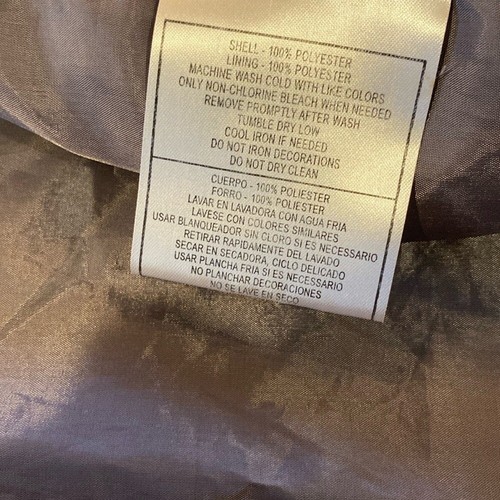 SHELL - 100% POLYESTER
LINING - 100% POLYESTER
MACHINE WASH COLD WITH LIKE COLORS
ONLY NON-CHLORINE BLEACH WHEN NEEDED
REMOVE PROMPTLY AFTER WASH
TUMBLE DRY LOW
COOL IRON IF NEEDED
DO NOT IRON DECORATIONS
DO NOT DRY CLEAN
CUERPO - 100% POLIESTER
FORRO - 100% POLIESTER
LAVAR EN LAVADORA CON AGUA FRIA
LAVESE CON COLORES SIMILARES
USAR BLANQUEADOR SIN CLORO SI ES NECESSARIO
RETIRAR RAPIDAMENTE DEL LAVADO
SECAR EN SECADORA, CICLO DELICADO
USAR PLANCHA FRIA SI ES NECESSARIO
NO PLANCHAR DECORACIONES
NO SE LAVE EN SECO